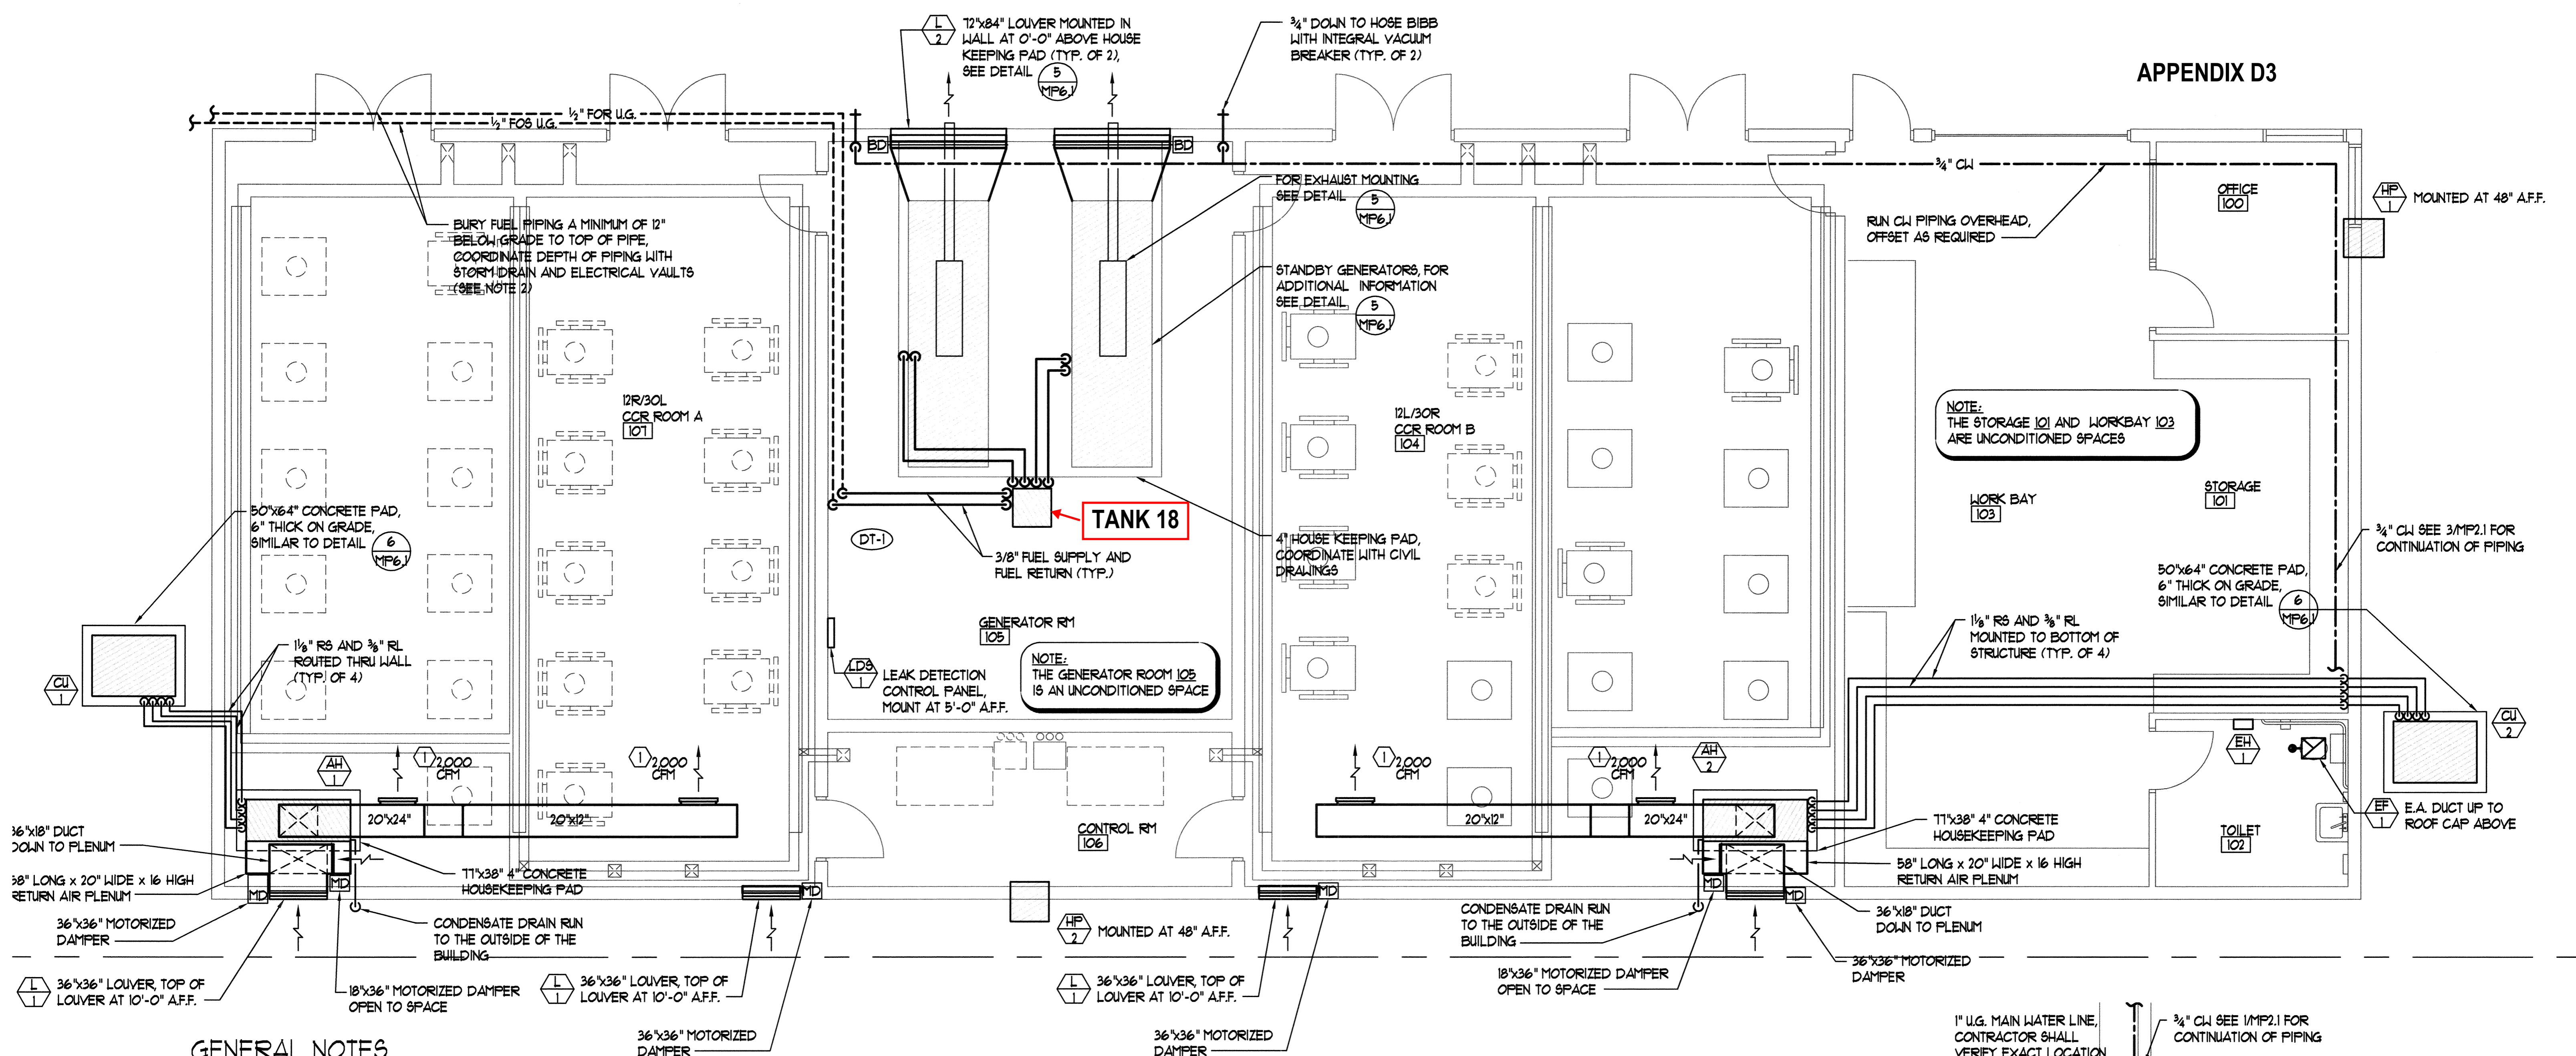 L
2
72"x84" LOUVER MOUNTED IN
WALL AT 0'-0" ABOVE HOUSE
KEEPING PAD (TYP. OF 2),
SEE DETAIL
5
MP6.1
3/4" DOWN TO HOSE BIBB
WITH INTEGRAL VACUUM
BREAKER (TYP. OF 2)
APPENDIX D3
1/2" FOR U.G.
1/2" FOS U.G.
BD
BD
3/4" CW
BURY FUEL PIPING A MINIMUM OF 12"
BELOW GRADE TO TOP OF PIPE,
COORDINATE DEPTH OF PIPING WITH
STORM DRAIN AND ELECTRICAL VAULTS
(SEE NOTE 2)
FOR EXHAUST MOUNTING
SEE DETAIL
5
MP6.1
STANDBY GENERATORS, FOR
ADDITIONAL INFORMATION
SEE DETAIL
5
MP6.1
RUN CW PIPING OVERHEAD,
OFFSET AS REQUIRED
OFFICE
100
HP
1
MOUNTED AT 48" A.F.F.
12R/30L
CCR ROOM A
107
12L/30R
CCR ROOM B
104
NOTE:
THE STORAGE 101 AND WORKBAY 103
ARE UNCONDITIONED SPACES
WORK BAY
103
STORAGE
101
50"x64" CONCRETE PAD,
6" THICK ON GRADE,
SIMILAR TO DETAIL
6
MP6.1
TANK 18
DT-1
3/8" FUEL SUPPLY AND
FUEL RETURN (TYP.)
4" HOUSE KEEPING PAD,
COORDINATE WITH CIVIL
DRAWINGS
3/4" CW SEE 3/MP2.1 FOR
CONTINUATION OF PIPING
50"x64" CONCRETE PAD,
6" THICK ON GRADE,
SIMILAR TO DETAIL
6
MP6.1
GENERATOR RM
105
NOTE:
THE GENERATOR ROOM 105
IS AN UNCONDITIONED SPACE
LDS
1
LEAK DETECTION
CONTROL PANEL,
MOUNT AT 5'-0" A.F.F.
1 1/8" RS AND 3/8" RL
ROUTED THRU WALL
(TYP. OF 4)
CU
1
1 1/8" RS AND 3/8" RL
MOUNTED TO BOTTOM OF
STRUCTURE (TYP. OF 4)
CU
2
EH
1
AH
1
1
2,000
CFM
1
2,000
CFM
1
2,000
CFM
1
2,000
CFM
AH
2
20"x24"
20"x12"
20"x12"
20"x24"
CONTROL RM
106
TOILET
102
EF
1
E.A. DUCT UP TO
ROOF CAP ABOVE
36"x18" DUCT
DOWN TO PLENUM
58" LONG x 20" WIDE x 16 HIGH
RETURN AIR PLENUM
77"x38" 4" CONCRETE
HOUSEKEEPING PAD
77"x38" 4" CONCRETE
HOUSEKEEPING PAD
58" LONG x 20" WIDE x 16 HIGH
RETURN AIR PLENUM
MD
MD
MD
MD
MD
MD
36"x36" MOTORIZED
DAMPER
CONDENSATE DRAIN RUN
TO THE OUTSIDE OF THE
BUILDING
HP
2
MOUNTED AT 48" A.F.F.
CONDENSATE DRAIN RUN
TO THE OUTSIDE OF THE
BUILDING
36"x18" DUCT
DOWN TO PLENUM
36"x36" MOTORIZED
DAMPER
L
1
36"x36" LOUVER, TOP OF
LOUVER AT 10'-0" A.F.F.
18"x36" MOTORIZED DAMPER
OPEN TO SPACE
L
1
36"x36" LOUVER, TOP OF
LOUVER AT 10'-0" A.F.F.
L
1
36"x36" LOUVER, TOP OF
LOUVER AT 10'-0" A.F.F.
18"x36" MOTORIZED DAMPER
OPEN TO SPACE
36"x36" MOTORIZED
DAMPER
36"x36" MOTORIZED
DAMPER
1" U.G. MAIN WATER LINE,
CONTRACTOR SHALL
VERIFY EXACT LOCATION
3/4" CW SEE 1/MP2.1 FOR
CONTINUATION OF PIPING
GENERAL NOTES